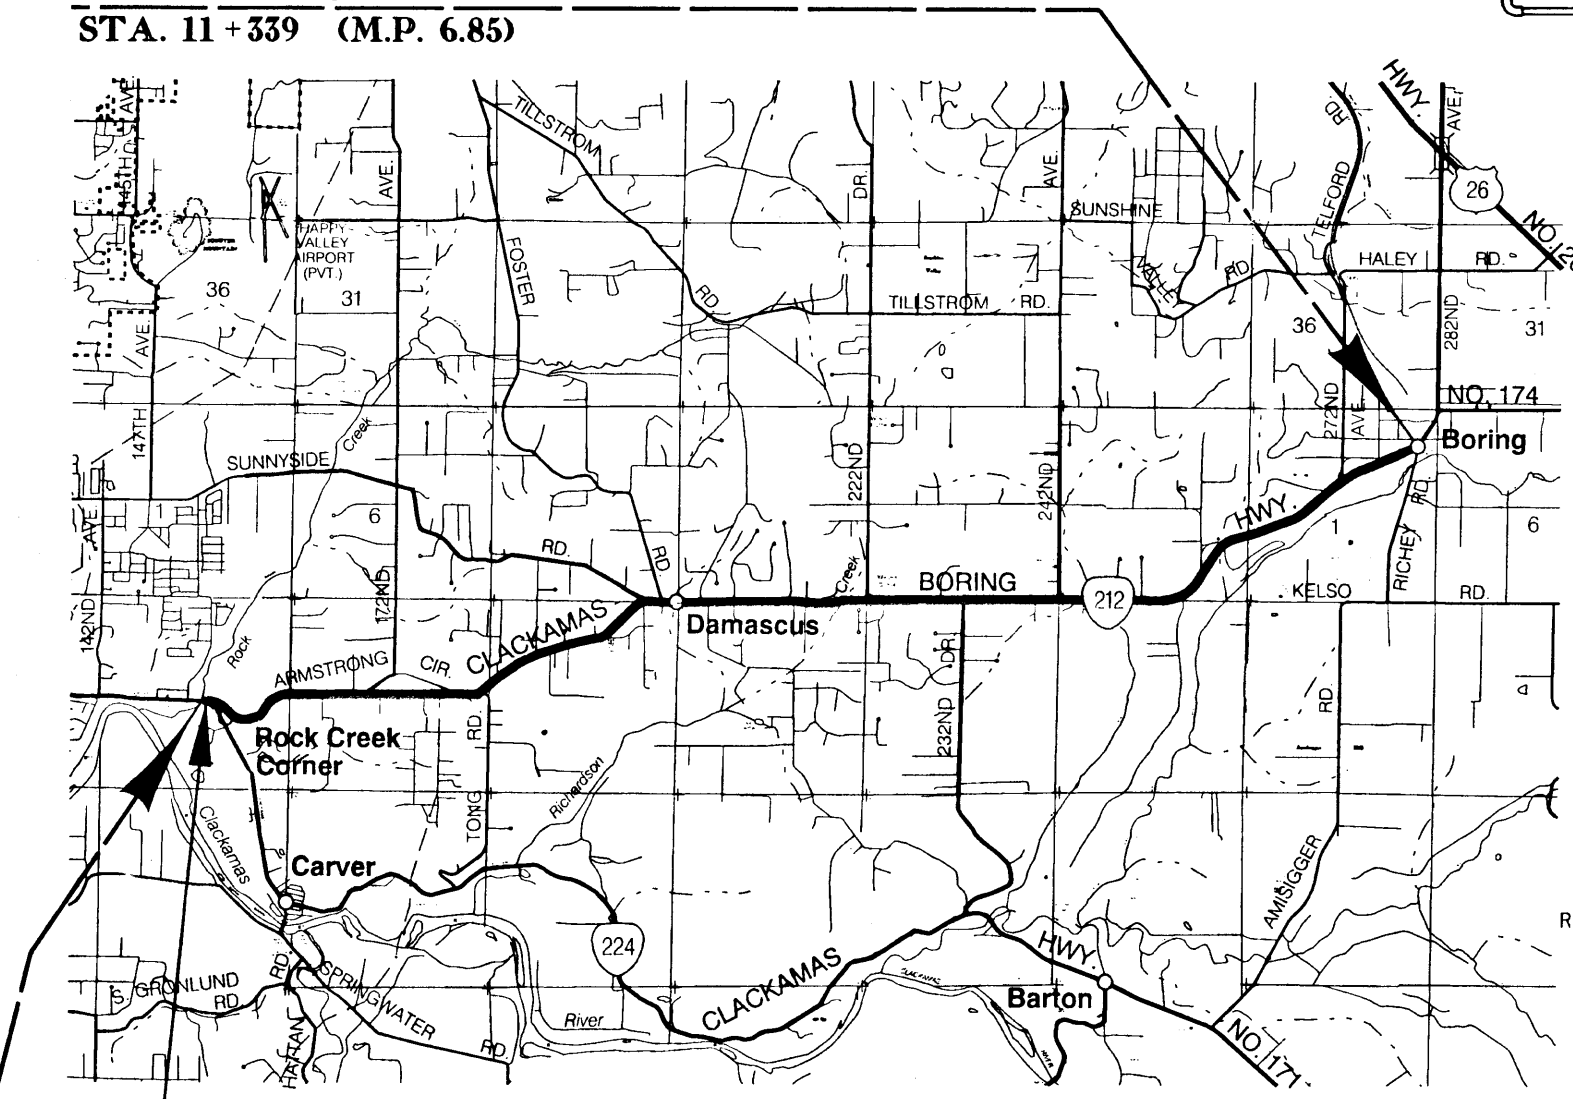 STA. 11+339 (M.P. 6.85)
HWY.
AVE.
AVE.
RD.
TILLSTROM
145TH
AVE.
DR.
AVE.
26
SUNSHINE
TELFORD
NO. 26
HAPPY
VALLEY
AIRPORT
(PVT.)
FOSTER
VALLEY
RD
HALEY RD.
36
31
RD.
TILLSTROM RD.
36
282ND
31
AVE.
NO. 174
147TH
Creek
272ND
AVE.
Boring
SUNNYSIDE
222ND
242ND
RD.
AVE
6
HWY.
1
6
RD.
RD
RICHEY
172ND
Creek
BORING
212
KELSO RD.
142ND
CLACKAMAS
Damascus
Rock
ARMSTRONG CIR.
DR.
RD.
RD.
232ND
Rock Creek
Corner
Richardson
TONG
Clackamas
Carver
AMISIGGER
224
HWY.
RD.
S. GRONLUND
RD
SPRINGWATER
CLACKAMAS
Barton
River
RD.
HATTAN
NO. 171
R